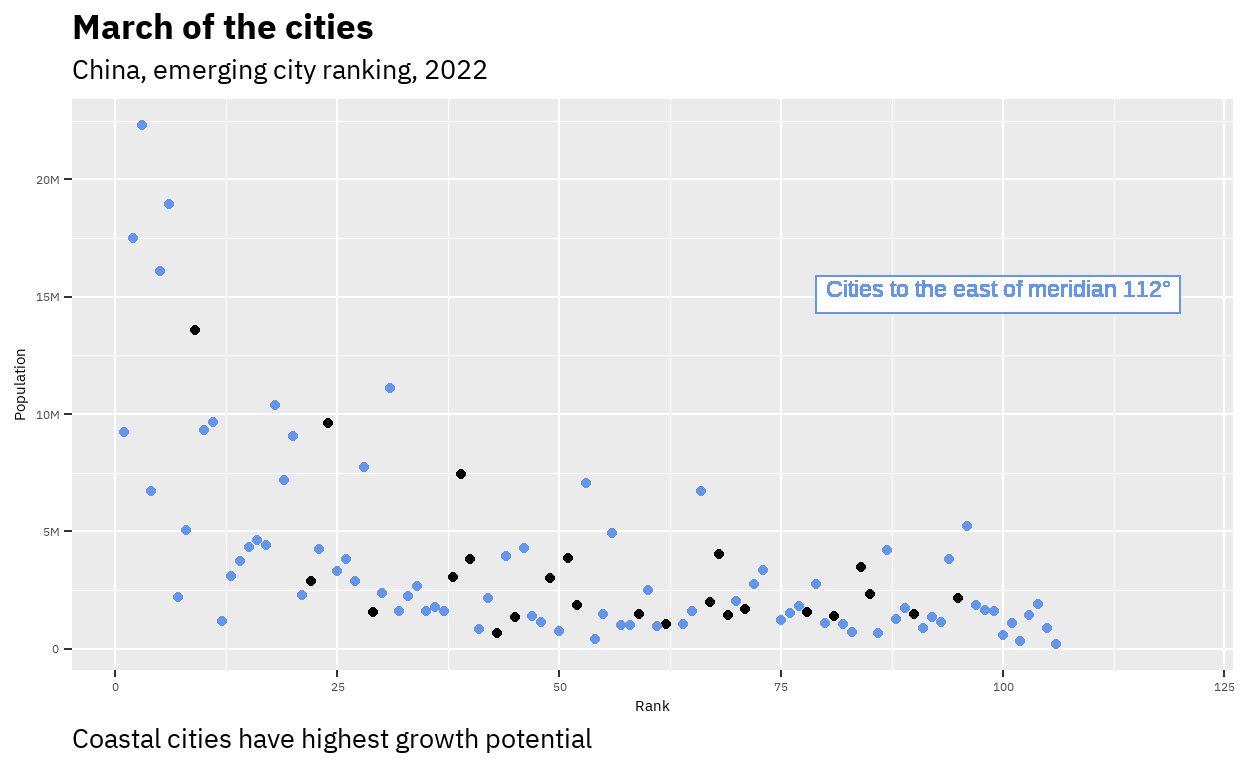 March of the cities
China, emerging city ranking, 2022
20M
15M
10M
5M
0
Population
Cities to the east of meridian 112°
0 25 50 75 100 125
Rank
Coastal cities have highest growth potential